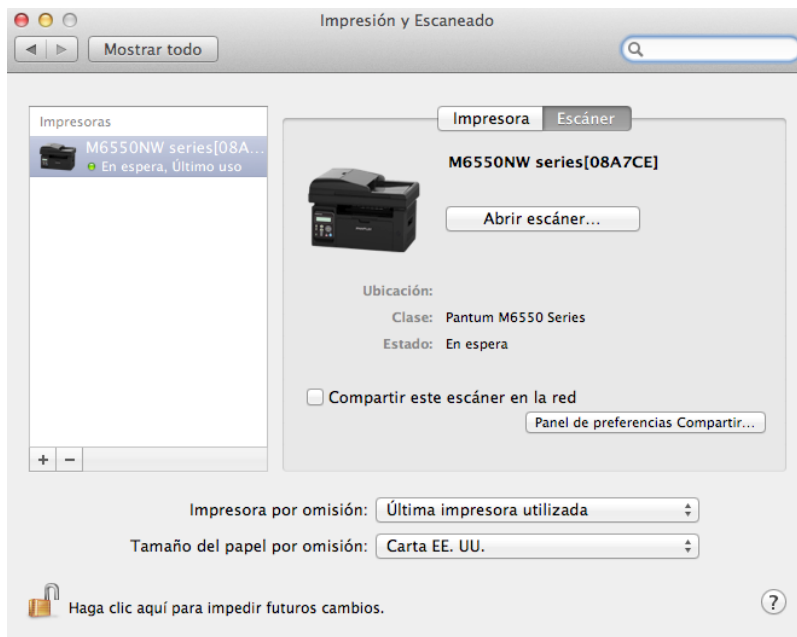 Impresión y Escaneado
Mostrar todo
Impresoras
M6550NW series[08A...
En espera, Último uso
Impresora
Escáner
M6550NW series[08A7CE]
Abrir escáner...
Ubicación:
Clase: Pantum M6550 Series
Estado: En espera
Compartir este escáner en la red
Panel de preferencias Compartir...
+ −
Impresora por omisión: Última impresora utilizada
Tamaño del papel por omisión: Carta EE. UU.
Haga clic aquí para impedir futuros cambios.
?